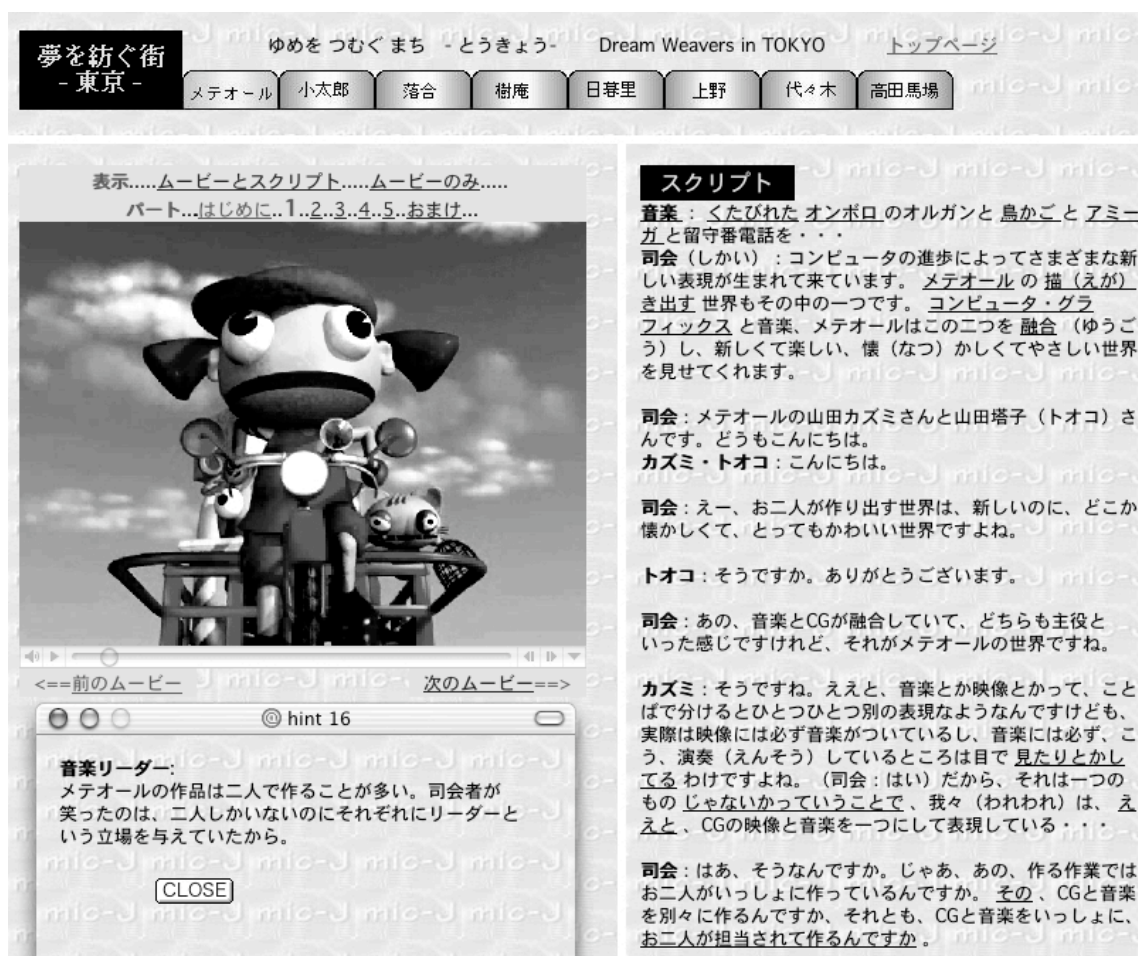 夢を紡ぐ街
- 東京 -
ゆめを つむぐ まち - とうきょう- Dream Weavers in TOKYO トップページ
メテオール 小太郎 落合 樹庵 日暮里 上野 代々木 高田馬場
表示.....ムービーとスクリプト.....ムービーのみ.....
パート...はじめに..1..2..3..4..5..おまけ...
<==前のムービー 次のムービー==>
@ hint 16
音楽リーダー:
メテオールの作品は二人で作ることが多い。司会者が
笑ったのは、二人しかいないのにそれぞれにリーダーと
いう立場を与えていたから。
CLOSE
スクリプト
音楽 : くたびれた オンボロ のオルガンと 鳥かご と アミー
ガ と留守番電話を・・・
司会（しかい）：コンピュータの進歩によってさまざまな新
しい表現が生まれて来ています。 メテオール の 描（えが）
き出す 世界もその中の一つです。 コンピュータ・グラ
フィックス と音楽、メテオールはこの二つを 融合 （ゆうご
う）し、新しくて楽しい、懐（なつ）かしくてやさしい世界
を見せてくれます。
司会：メテオールの山田カズミさんと山田塔子（トオコ）さ
んです。どうもこんにちは。
カズミ・トオコ：こんにちは。
司会：えー、お二人が作り出す世界は、新しいのに、どこか
懐かしくて、とってもかわいい世界ですよね。
トオコ：そうですか。ありがとうございます。
司会：あの、音楽とCGが融合していて、どちらも主役と
いった感じですけれど、それがメテオールの世界ですね。
カズミ：そうですね。ええと、音楽とか映像とかって、こと
ばで分けるとひとつひとつ別の表現なようなんですけども、
実際は映像には必ず音楽がついているし、音楽には必ず、こ
う、演奏（えんそう）しているところは目で 見たりとかし
てる わけですよね。（司会：はい）だから、それは一つの
もの じゃないかっていうことで 、我々（われわれ）は、 え
えと 、CGの映像と音楽を一つにして表現している・・・
司会：はあ、そうなんですか。じゃあ、あの、作る作業では
お二人がいっしょに作っているんですか。 その 、CGと音楽
を別々に作るんですか、それとも、CGと音楽をいっしょに、
お二人が担当されて作るんですか 。